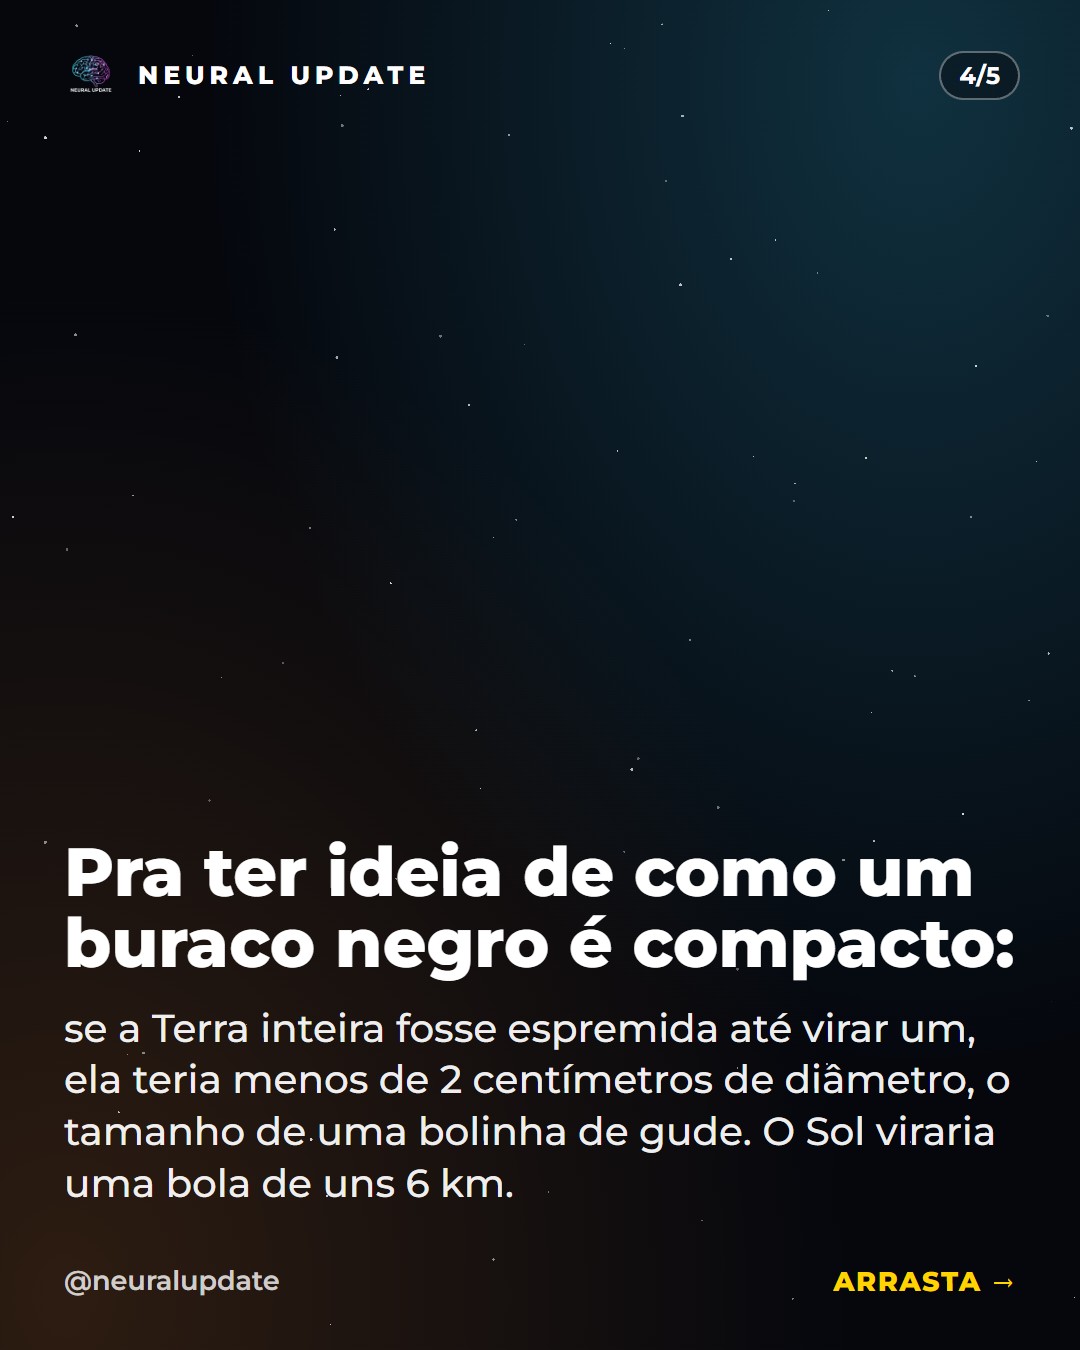 NEURAL UPDATE
NEURAL UPDATE
4/5
Pra ter ideia de como um
buraco negro é compacto:
se a Terra inteira fosse espremida até virar um,
ela teria menos de 2 centímetros de diâmetro, o
tamanho de uma bolinha de gude. O Sol viraria
uma bola de uns 6 km.
@neuralupdate
ARRASTA →